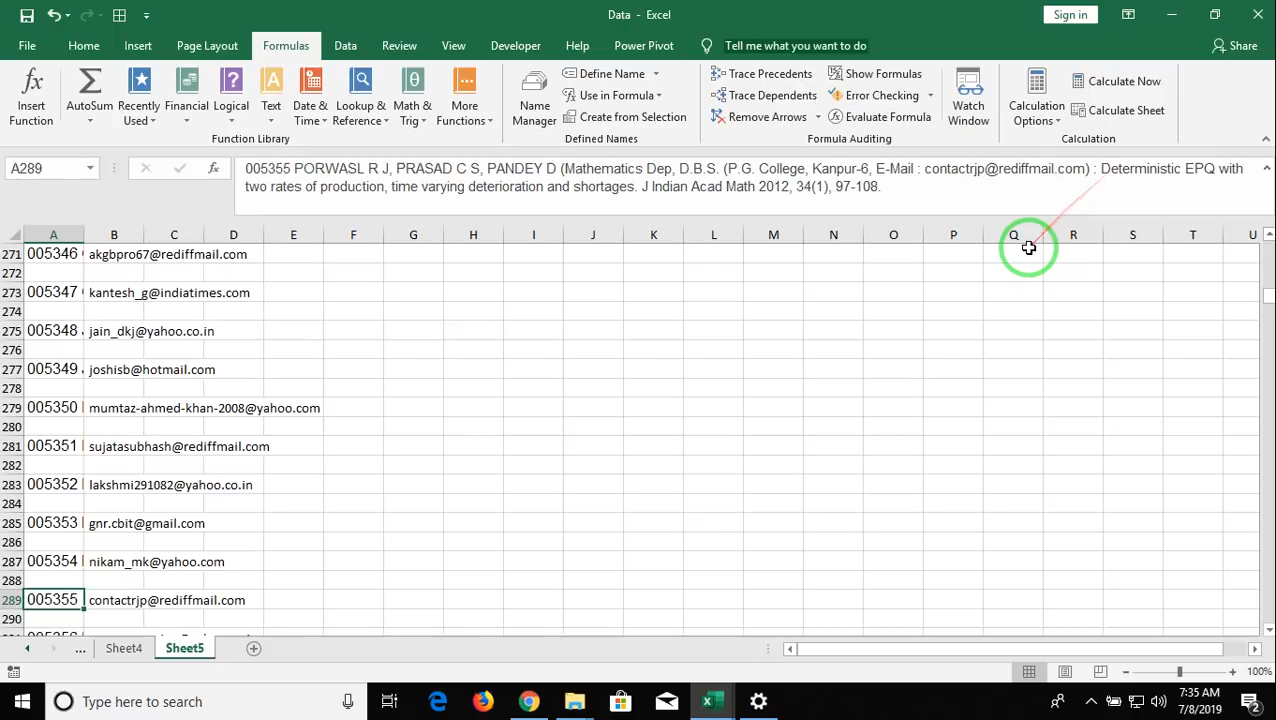 Data - Excel
Sign in
File Home Insert Page Layout Formulas Data Review View Developer Help Power Pivot Tell me what you want to do Share
Insert Function
AutoSum
Recently Used
Financial
Logical
Text
Date & Time
Lookup & Reference
Math & Trig
More Functions
Function Library
Name Manager
Define Name
Use in Formula
Create from Selection
Defined Names
Trace Precedents
Trace Dependents
Remove Arrows
Show Formulas
Error Checking
Evaluate Formula
Formula Auditing
Watch Window
Calculation Options
Calculate Now
Calculate Sheet
Calculation
A289
fx
005355 PORWASL R J, PRASAD C S, PANDEY D (Mathematics Dep, D.B.S. (P.G. College, Kanpur-6, E-Mail : contactrjp@rediffmail.com) : Deterministic EPQ with
two rates of production, time varying deterioration and shortages. J Indian Acad Math 2012, 34(1), 97-108.
A B C D E F G H I J K L M N O P Q R S T U
271 005346 akgbpro67@rediffmail.com
272
273 005347 kantesh_g@indiatimes.com
274
275 005348 jain_dkj@yahoo.co.in
276
277 005349 joshisb@hotmail.com
278
279 005350 mumtaz-ahmed-khan-2008@yahoo.com
280
281 005351 sujatasubhash@rediffmail.com
282
283 005352 lakshmi291082@yahoo.co.in
284
285 005353 gnr.cbit@gmail.com
286
287 005354 nikam_mk@yahoo.com
288
289 005355 contactrjp@rediffmail.com
290
... Sheet4 Sheet5
100%
Type here to search
7:35 AM
7/8/2019
2